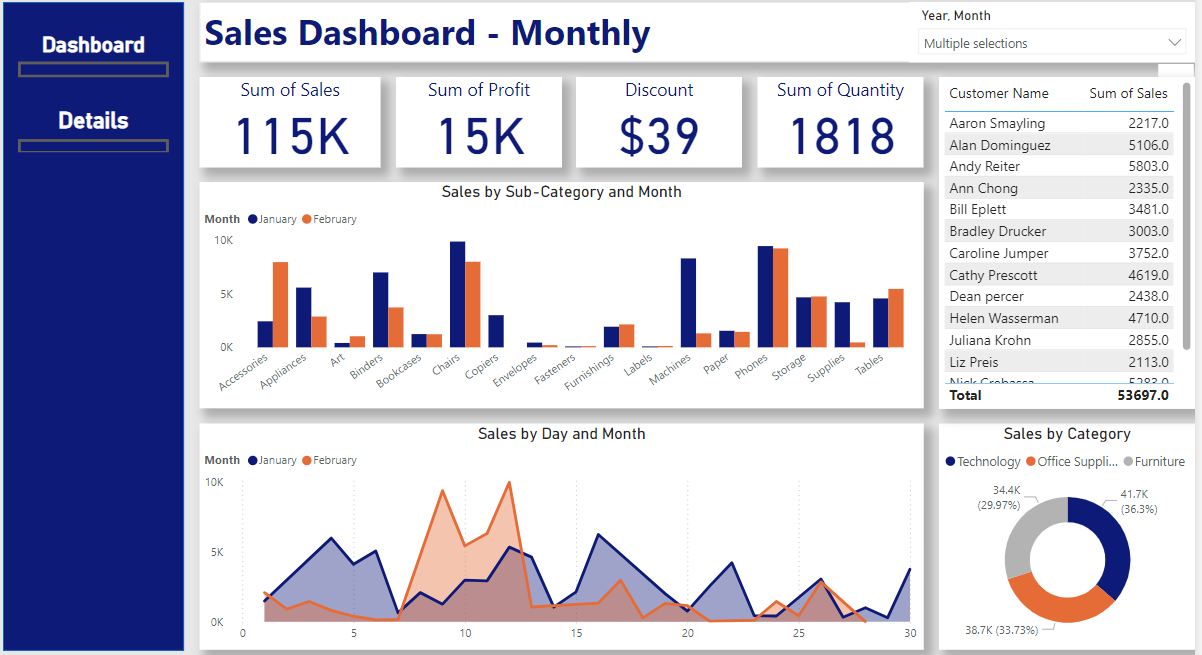 Dashboard
Details
Sales Dashboard - Monthly
Year, Month
Multiple selections
Sum of Sales
115K
Sum of Profit
15K
Discount
$39
Sum of Quantity
1818
Customer Name Sum of Sales
Aaron Smayling 2217.0
Alan Dominguez 5106.0
Andy Reiter 5803.0
Ann Chong 2335.0
Bill Eplett 3481.0
Bradley Drucker 3003.0
Caroline Jumper 3752.0
Cathy Prescott 4619.0
Dean percer 2438.0
Helen Wasserman 4710.0
Juliana Krohn 2855.0
Liz Preis 2113.0
Total 53697.0
Sales by Sub-Category and Month
Month January February
10K
5K
0K
Accessories
Appliances
Art
Binders
Bookcases
Chairs
Copiers
Envelopes
Fasteners
Furnishings
Labels
Machines
Paper
Phones
Storage
Supplies
Tables
Sales by Day and Month
Month January February
10K
5K
0K
0 5 10 15 20 25 30
Sales by Category
Technology Office Suppli... Furniture
34.4K
(29.97%)
41.7K
(36.3%)
38.7K (33.73%)